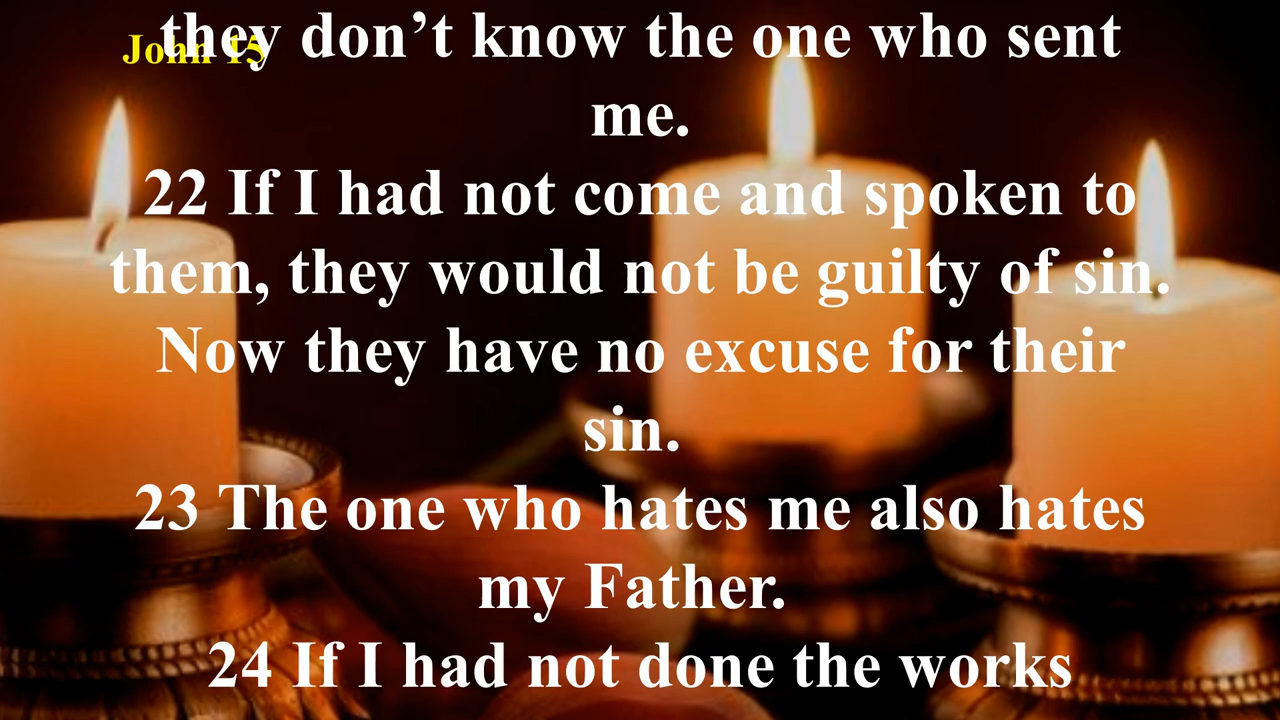 John 15
they don’t know the one who sent
me.
22 If I had not come and spoken to
them, they would not be guilty of sin.
Now they have no excuse for their
sin.
23 The one who hates me also hates
my Father.
24 If I had not done the works